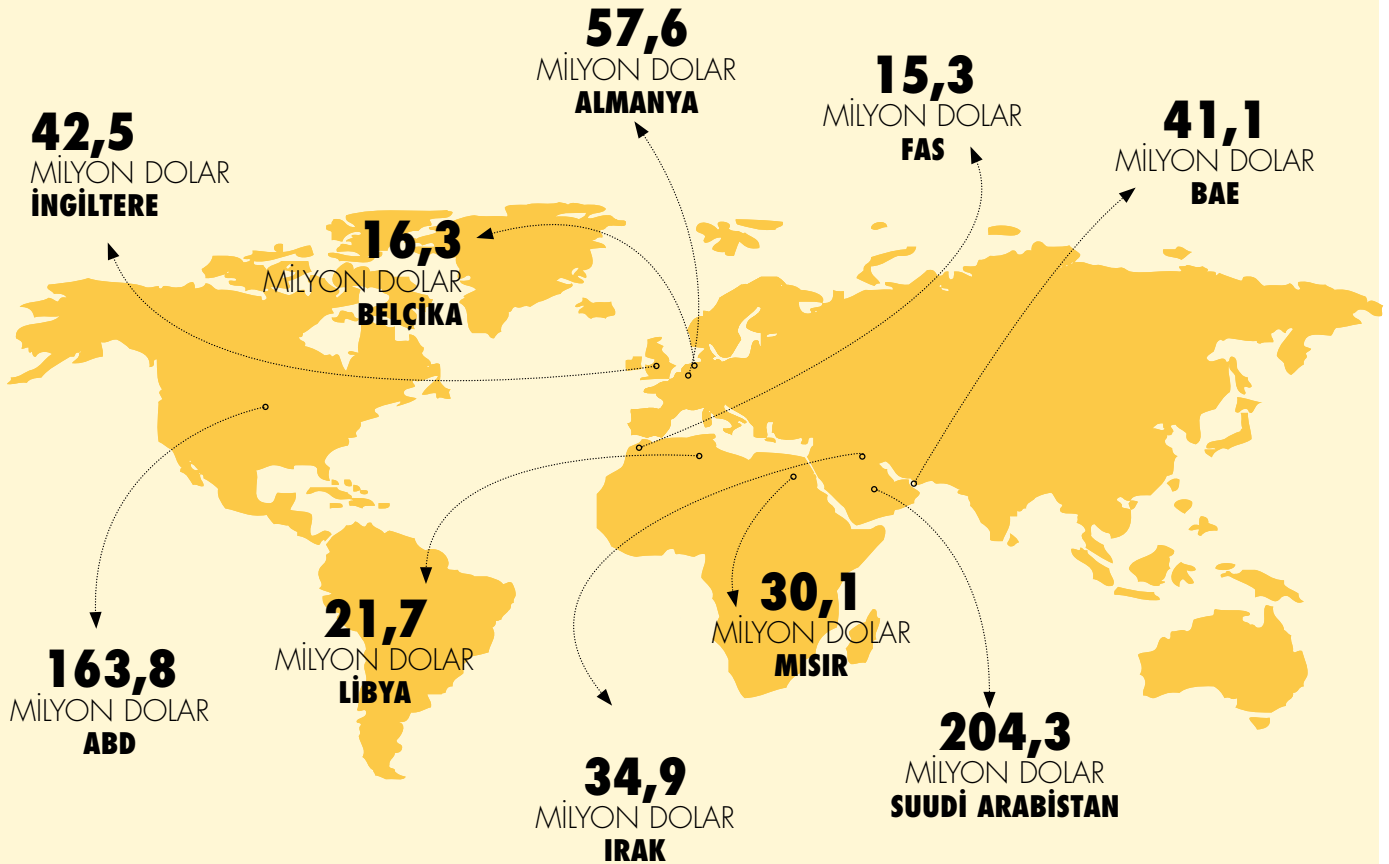 57,6
MİLYON DOLAR
ALMANYA
15,3
MİLYON DOLAR
FAS
41,1
MİLYON DOLAR
BAE
42,5
MİLYON DOLAR
İNGİLTERE
16,3
MİLYON DOLAR
BELÇİKA
163,8
MİLYON DOLAR
ABD
21,7
MİLYON DOLAR
LİBYA
30,1
MİLYON DOLAR
MISIR
34,9
MİLYON DOLAR
IRAK
204,3
MİLYON DOLAR
SUUDİ ARABİSTAN